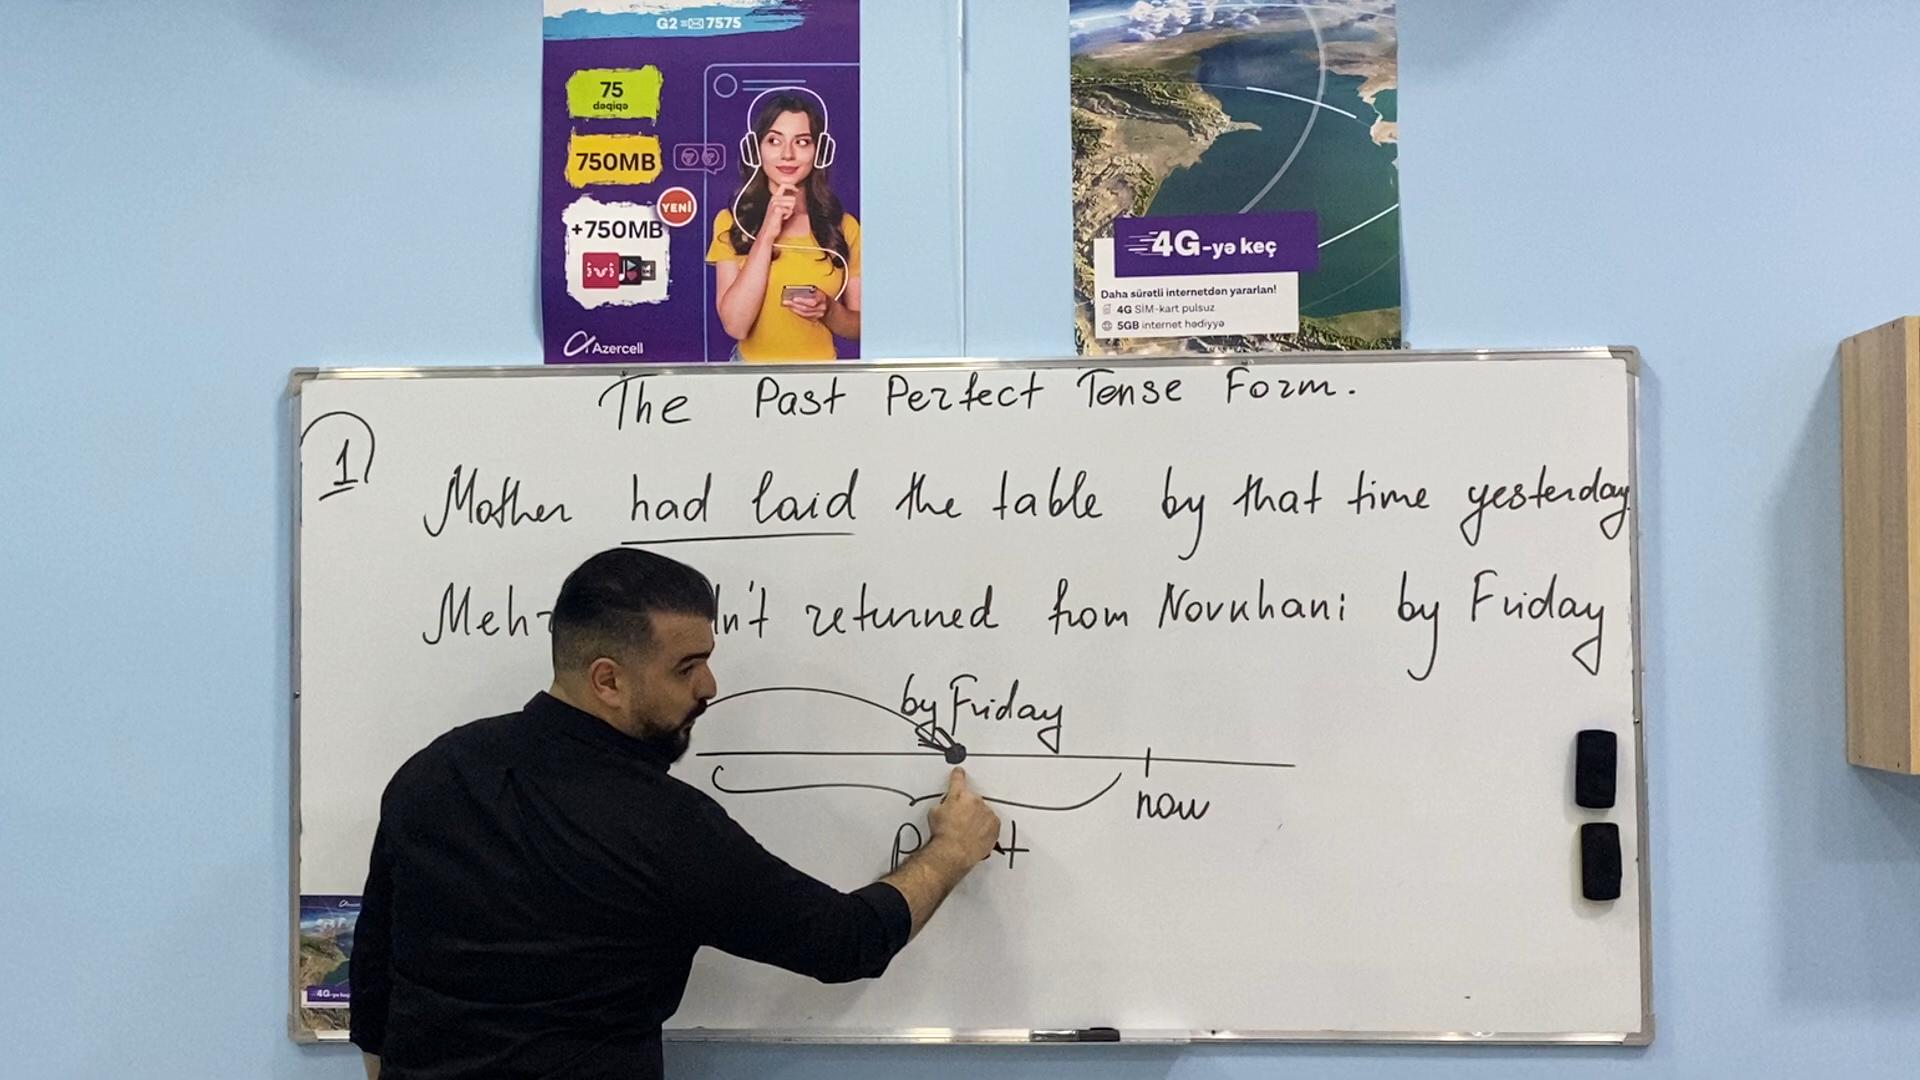 G2 = 7575
75
dəqiqə
750MB
YENİ
+750MB
ivi
Azercell
4G-yə keç
Daha sürətli internetdən yararlan!
4G SİM-kart pulsuz
5GB internet hədiyyə
The Past Perfect Tense Form.
1
Mother had laid the table by that time yesterday.
returned from Novkhani by Friday
by Friday
now